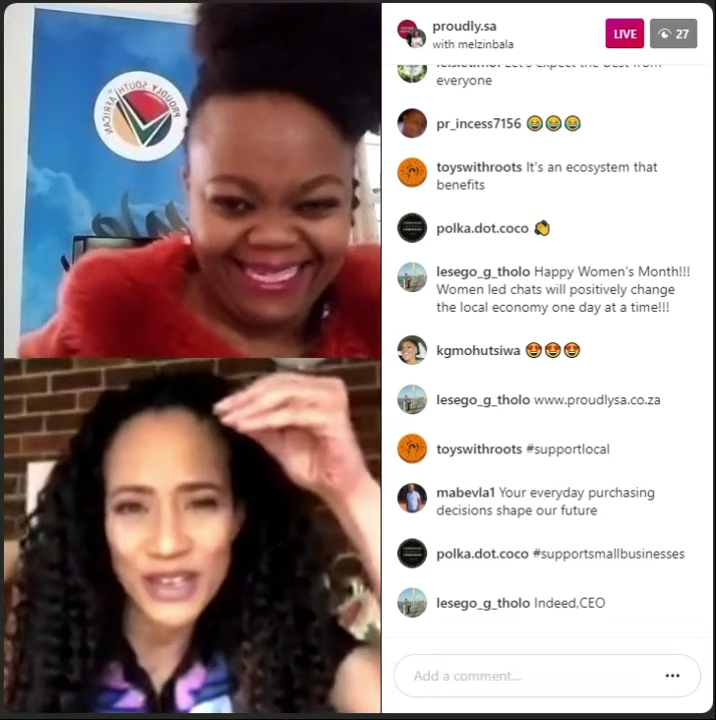 PROUDLY SOUTH AFRICAN
proudly.sa
with melzinbala
LIVE
27
everyone
pr_incess7156 😂😂😂
toyswithroots It's an ecosystem that
benefits
polka.dot.coco 👏
lesego_g_tholo Happy Women's Month!!!
Women led chats will positively change
the local economy one day at a time!!!
kgmohutsiwa 😍😍😍
lesego_g_tholo www.proudlysa.co.za
toyswithroots #supportlocal
mabevla1 Your everyday purchasing
decisions shape our future
polka.dot.coco #supportsmallbusinesses
lesego_g_tholo Indeed,CEO
Add a comment...